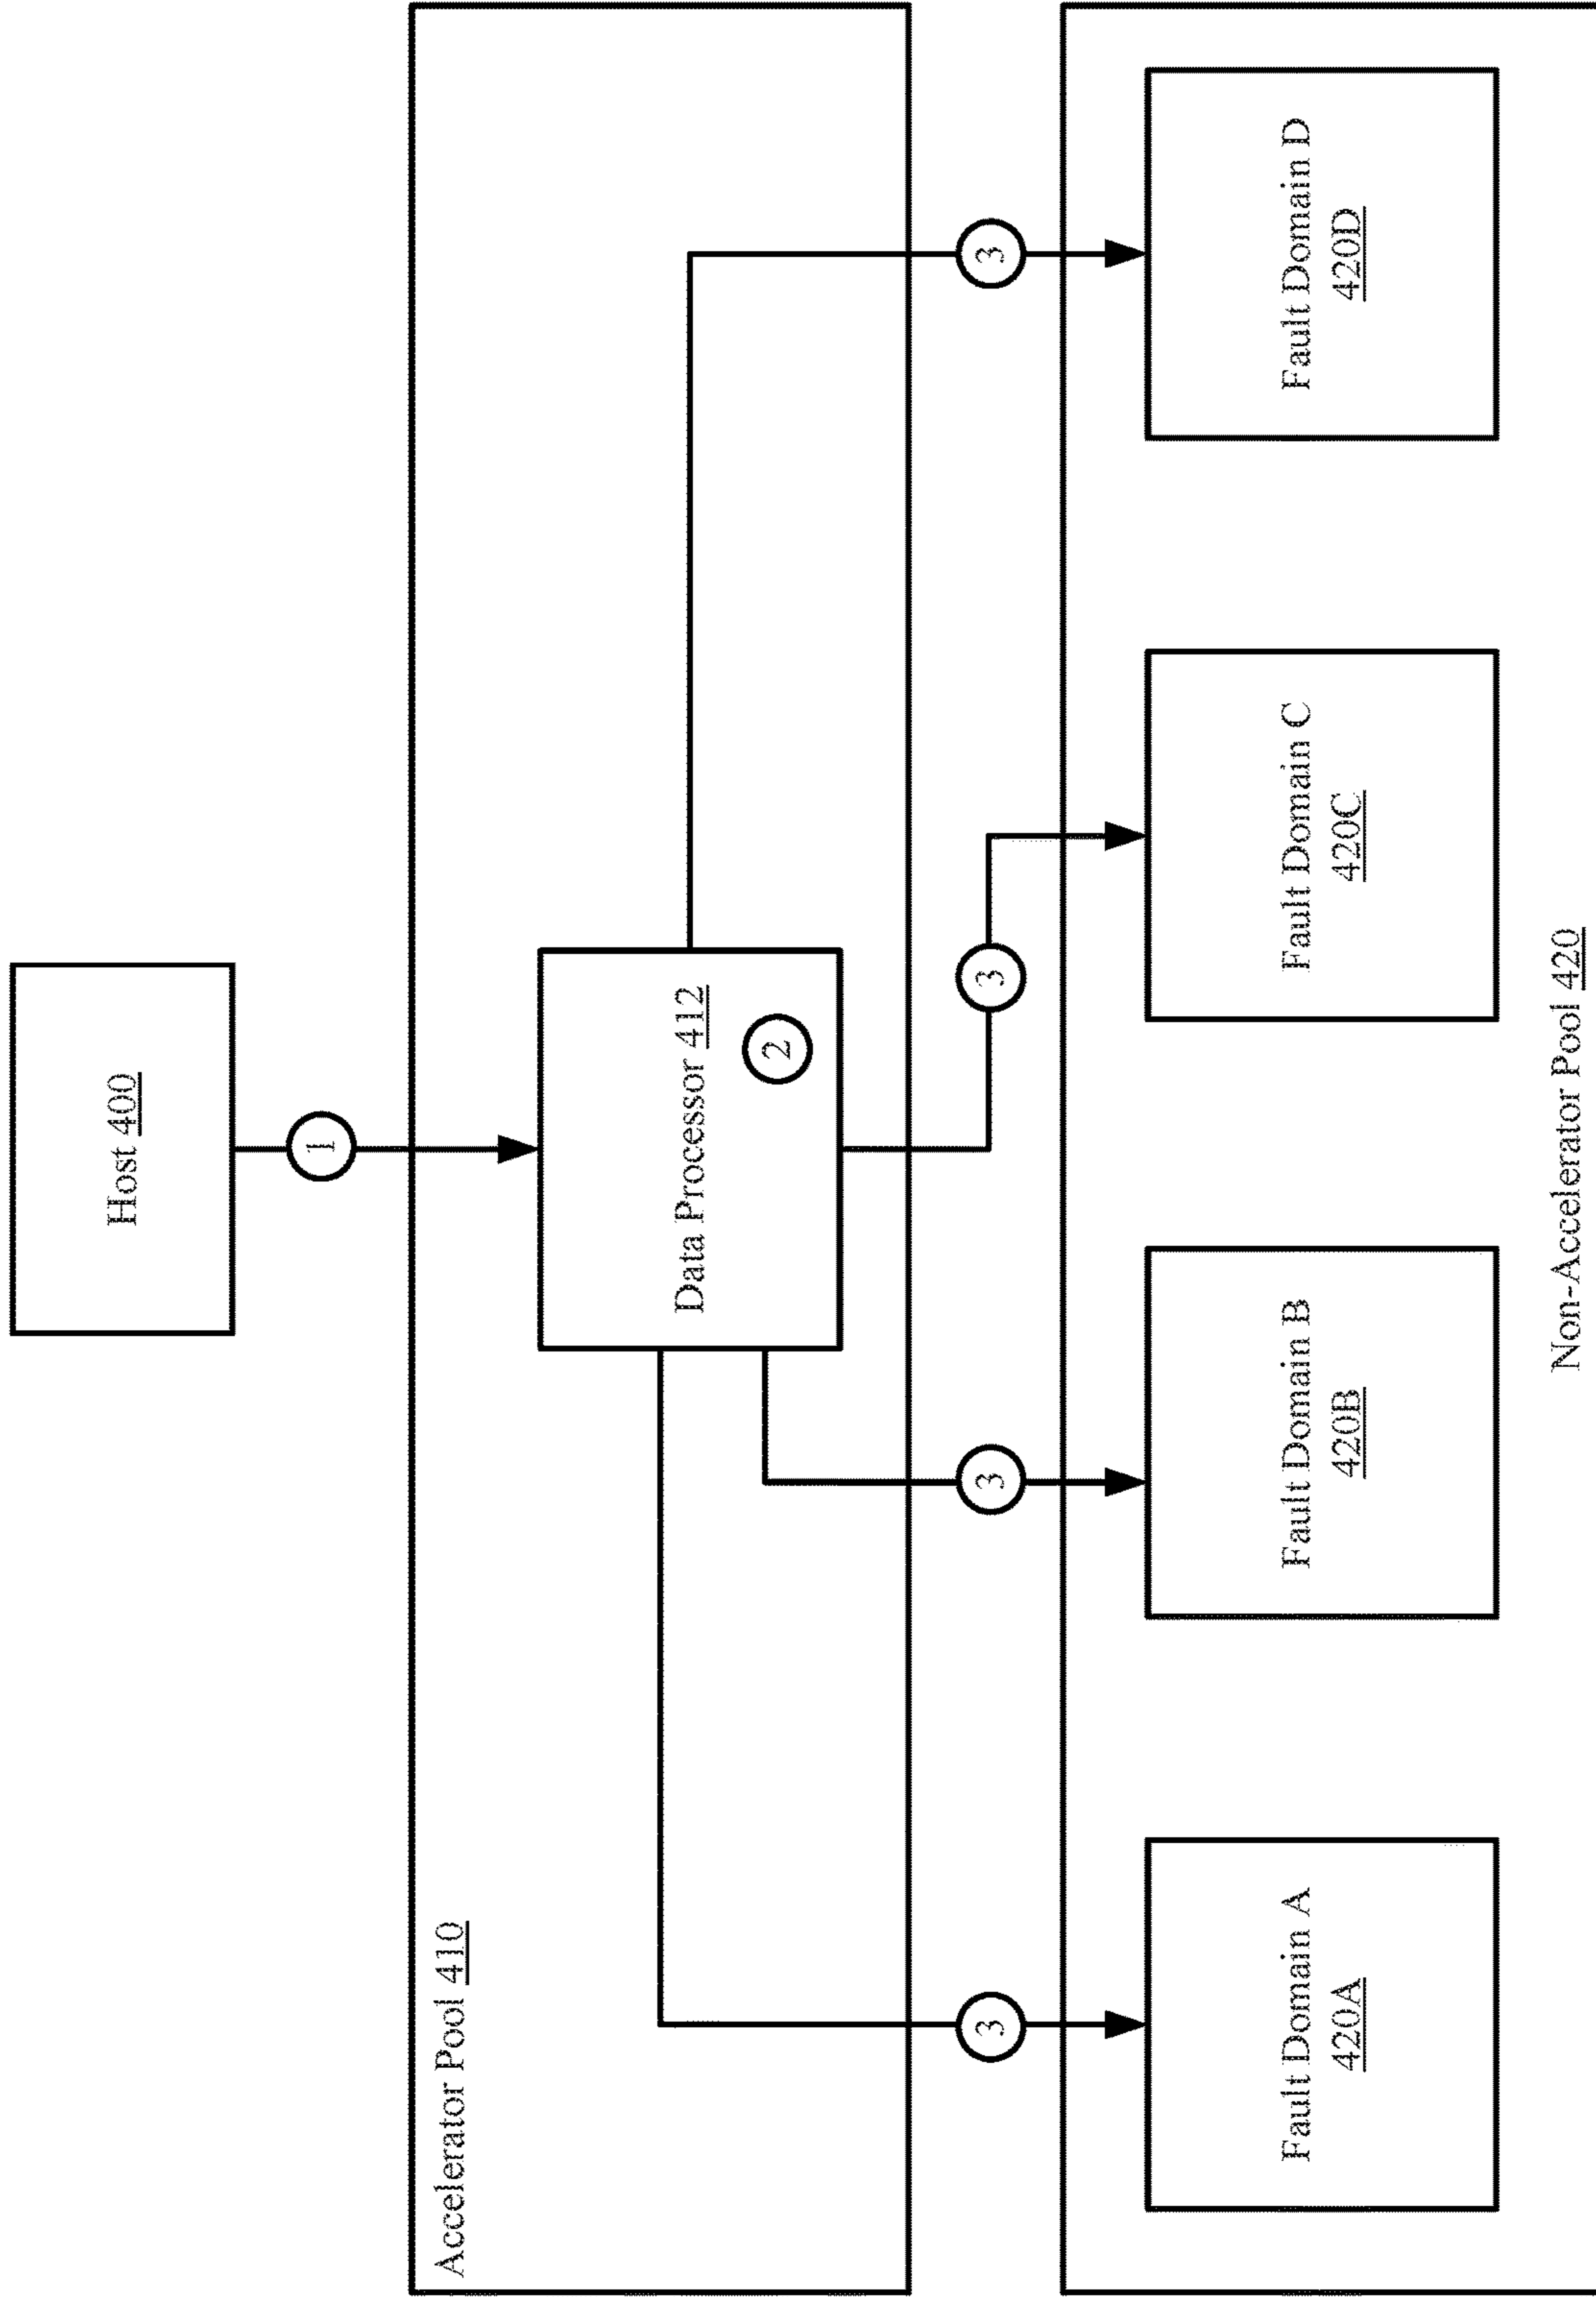 Host 400
1
Accelerator Pool 410
Data Processor 412
2
3
3
3
3
Fault Domain A
420A
Fault Domain B
420B
Fault Domain C
420C
Fault Domain D
420D
Non-Accelerator Pool 420